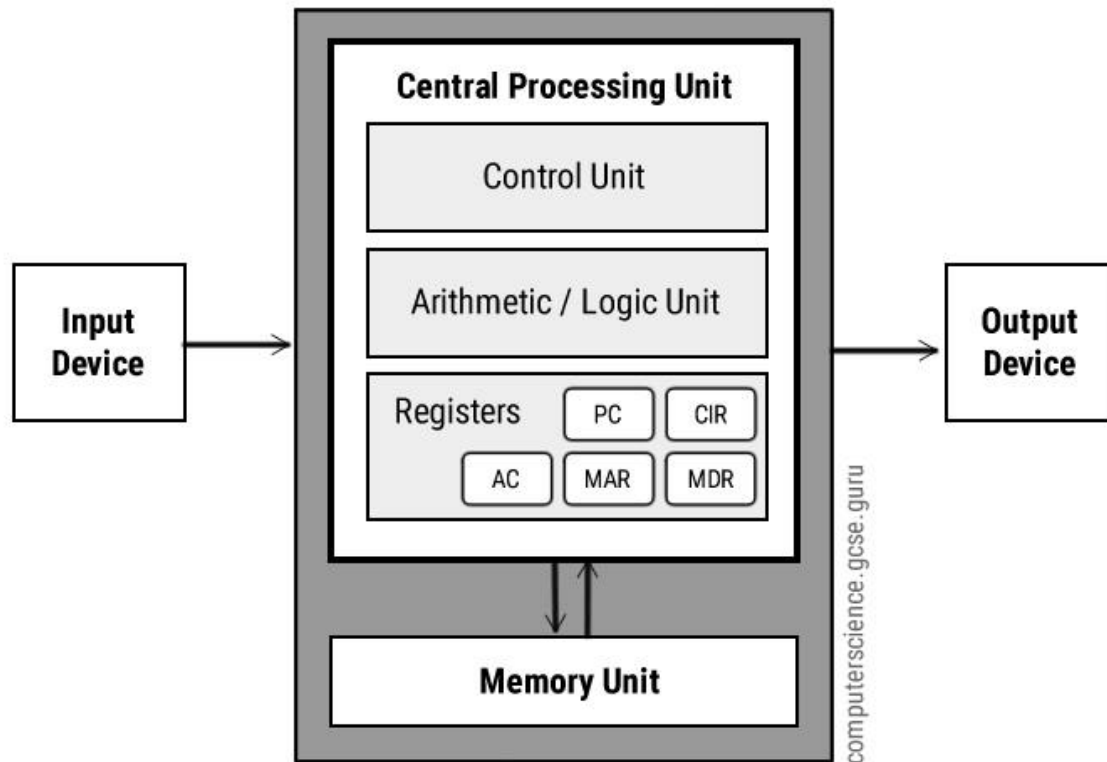 Central Processing Unit
Control Unit
Input
Device
Arithmetic / Logic Unit
Output
Device
Registers
PC
CIR
AC
MAR
MDR
Memory Unit
computerscience.gcse.guru